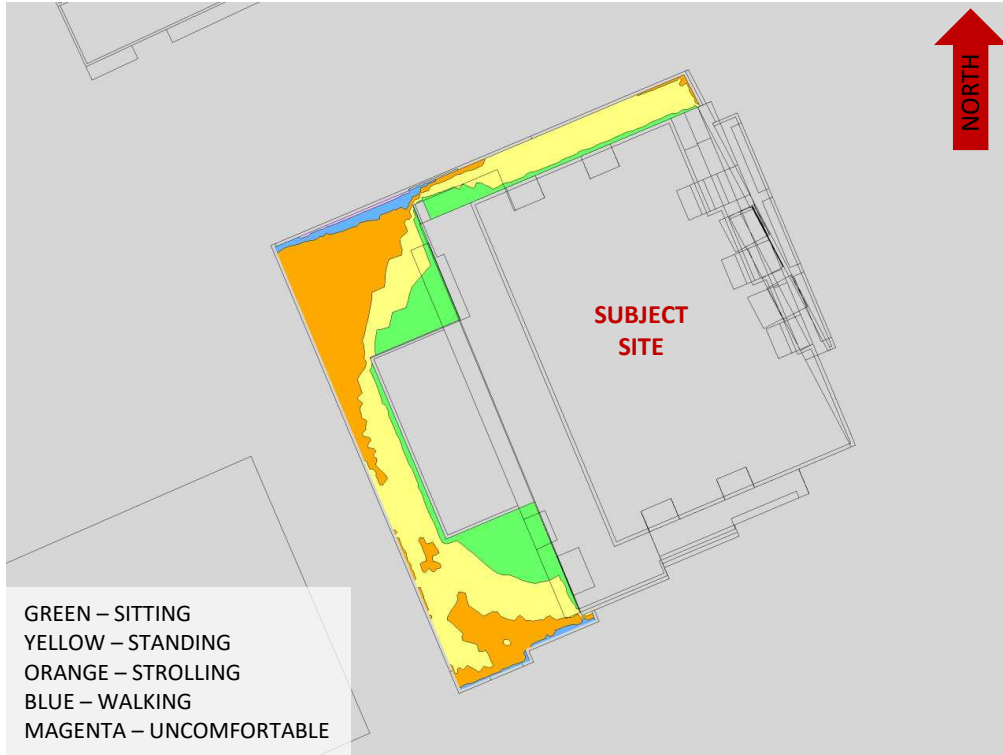 NORTH
SUBJECT
SITE
GREEN – SITTING
YELLOW – STANDING
ORANGE – STROLLING
BLUE – WALKING
MAGENTA – UNCOMFORTABLE